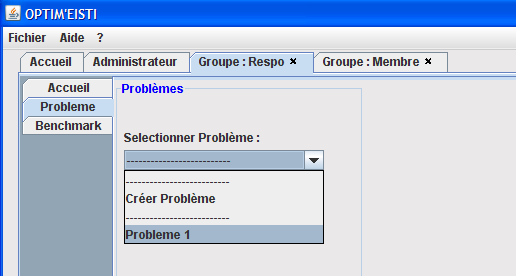 OPTIM'EISTI
Fichier Aide ?
Accueil Administrateur Groupe : Respo × Groupe : Membre ×
Accueil
Probleme
Benchmark
Problèmes
Selectionner Problème :
--------------------------
--------------------------
Créer Problème
--------------------------
Probleme 1